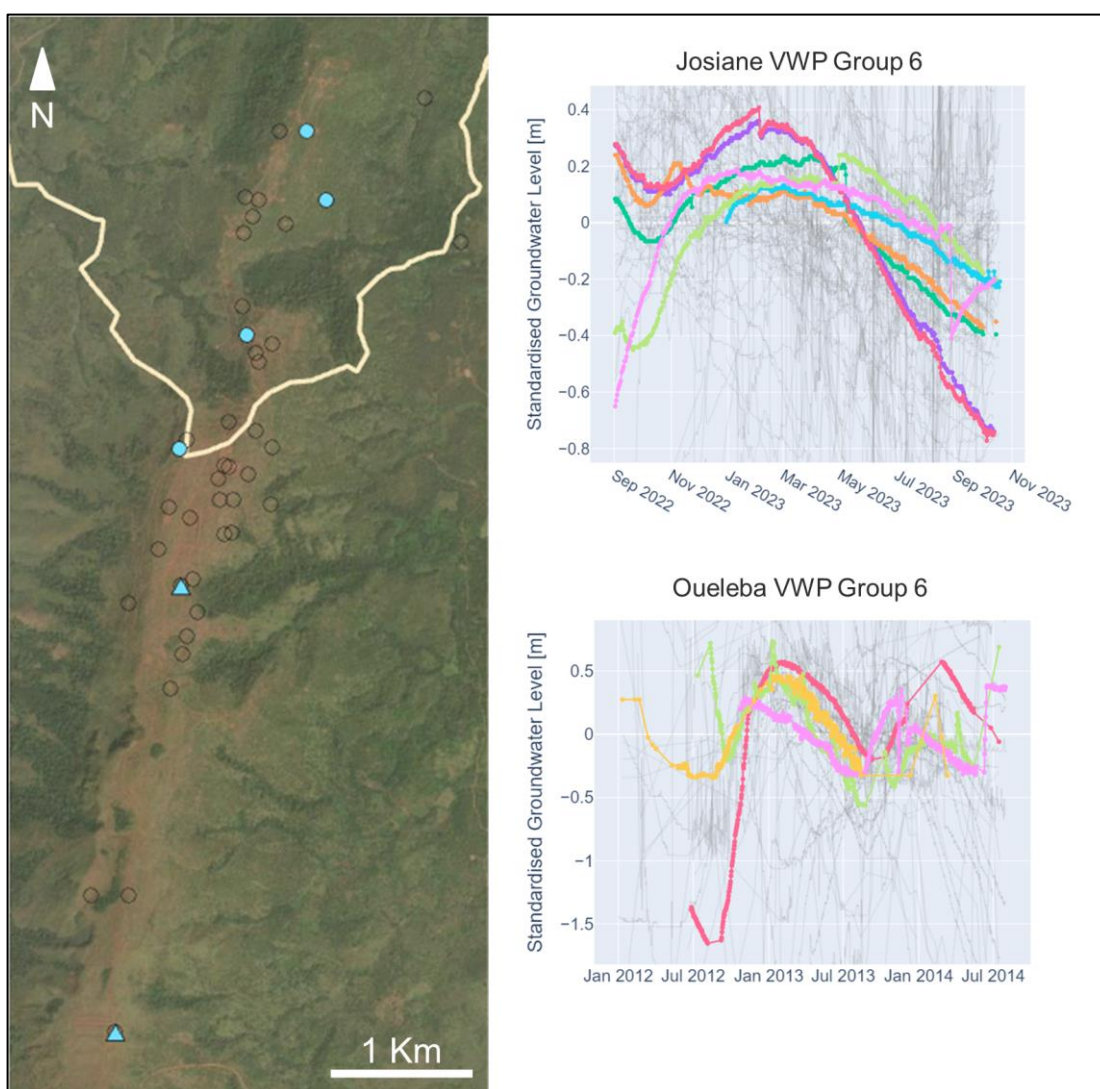 N
1 Km
Josiane VWP Group 6
Standardised Groundwater Level [m]
0.4
0.2
0
−0.2
−0.4
−0.6
−0.8
Sep 2022
Nov 2022
Jan 2023
Mar 2023
May 2023
Jul 2023
Sep 2023
Nov 2023
Oueleba VWP Group 6
Standardised Groundwater Level [m]
0.5
0
−0.5
−1
−1.5
Jan 2012 Jul 2012 Jan 2013 Jul 2013 Jan 2014 Jul 2014